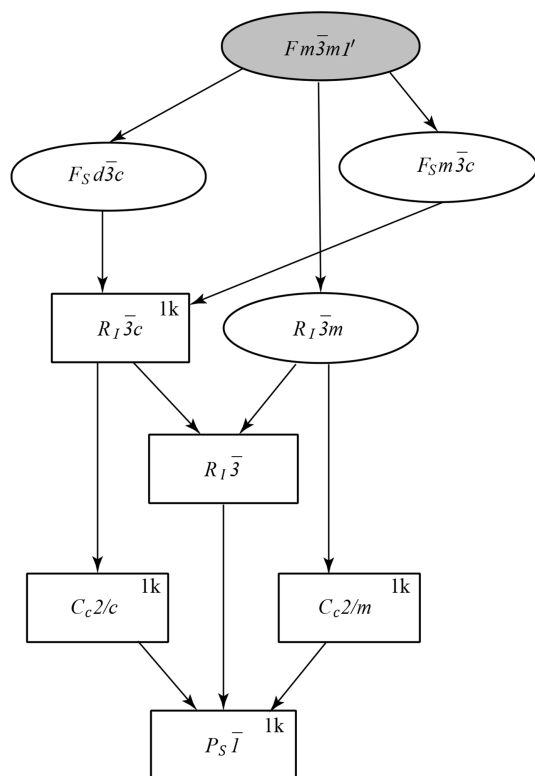 Fm3̅m1′
F_S d3̅c
F_S m3̅c
1k
R_I 3̅c
R_I 3̅m
R_I 3̅
1k
C_c 2/c
1k
C_c 2/m
1k
P_S 1̅